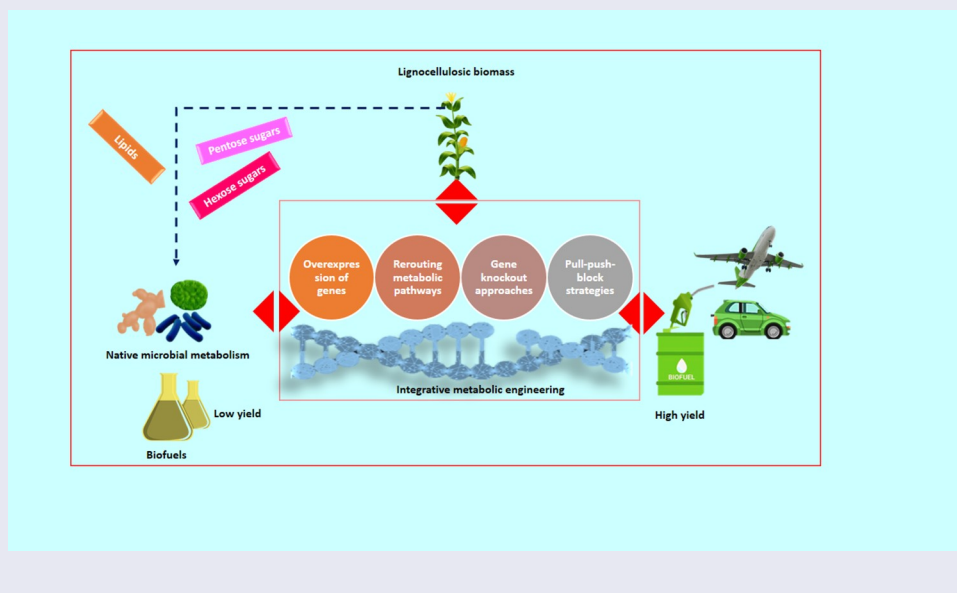 Lignocellulosic biomass
Lipids
Pentose sugars
Hexose sugars
Overexpres
sion of
genes
Rerouting
metabolic
pathways
Gene
knockout
approaches
Pull-push-
block
strategies
Native microbial metabolism
Integrative metabolic engineering
BIOFUEL
Low yield
High yield
Biofuels